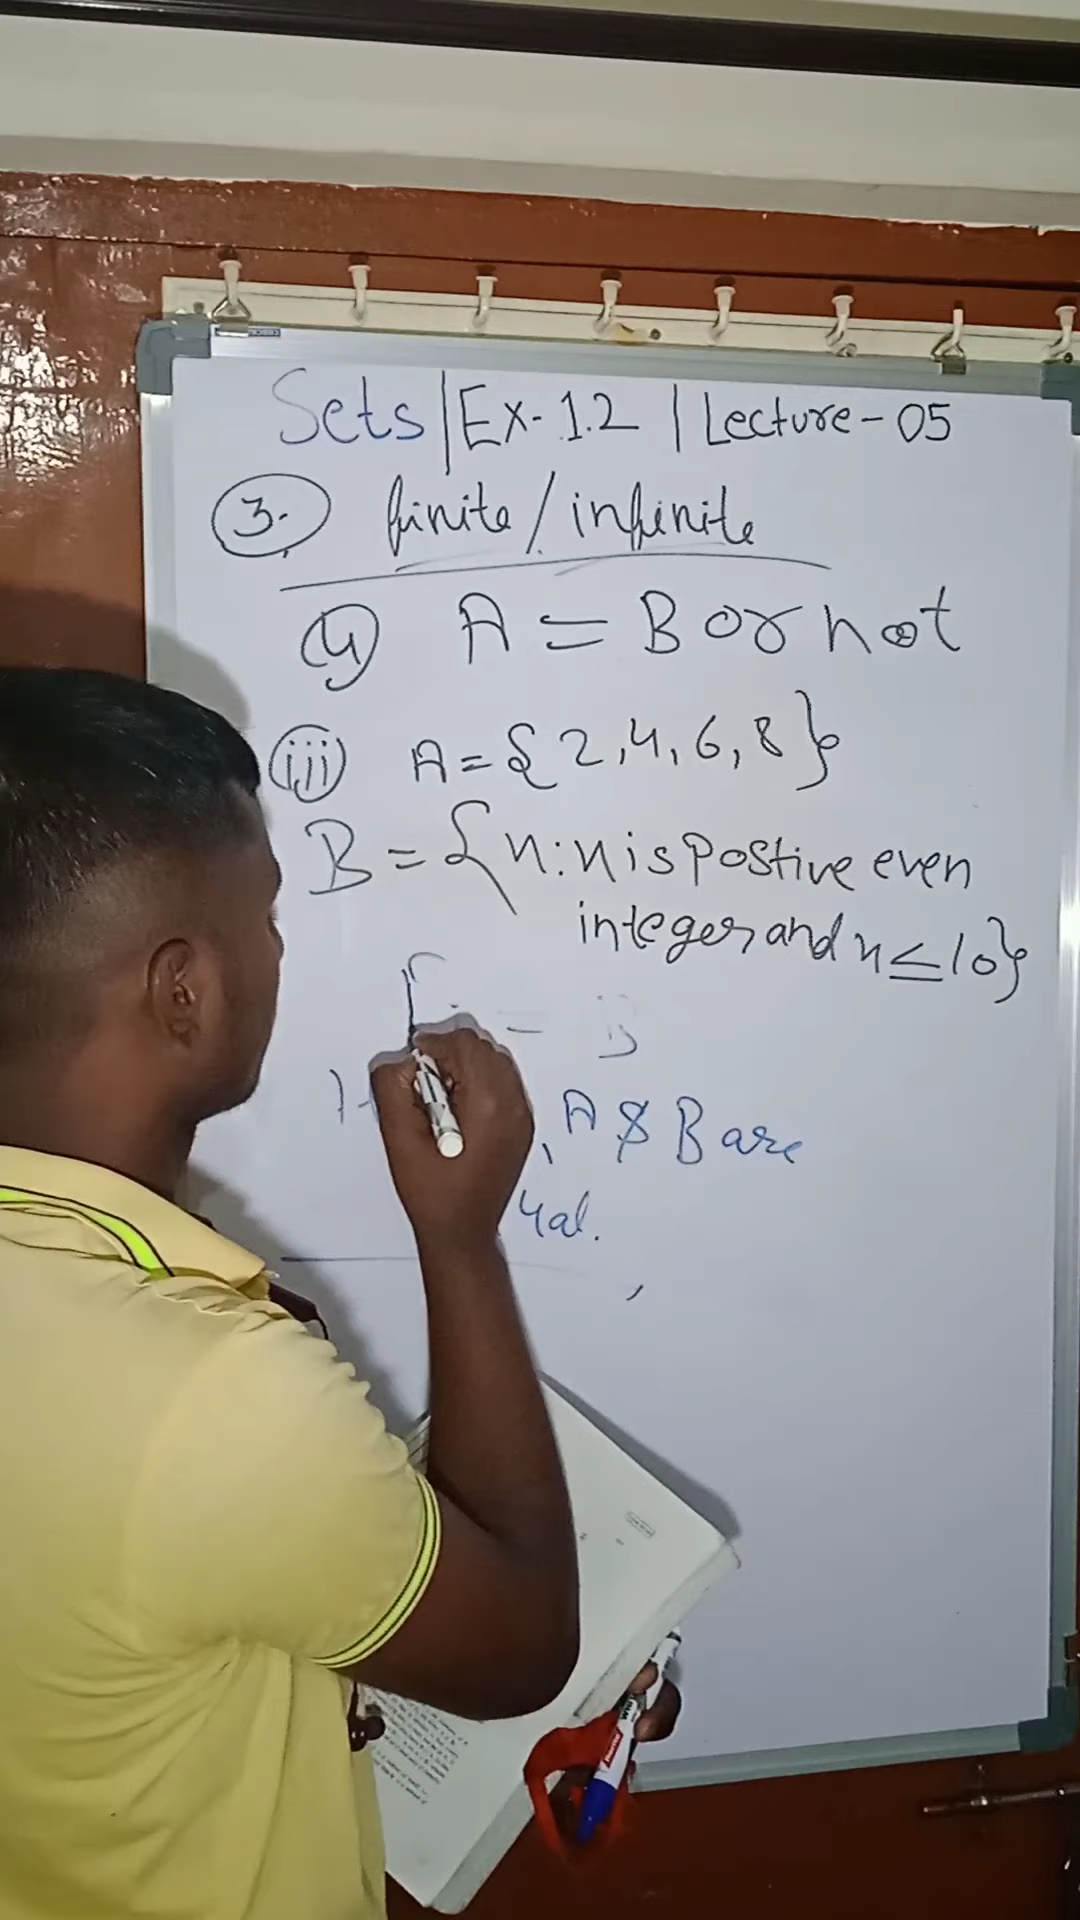 Sets | Ex-1.2 | Lecture-05
3. finite / infinite
4 A = B or not
iii A = {2,4,6,8}
B = {n:n is postive even
integer and n ≤ 10}
= B
, A & B are